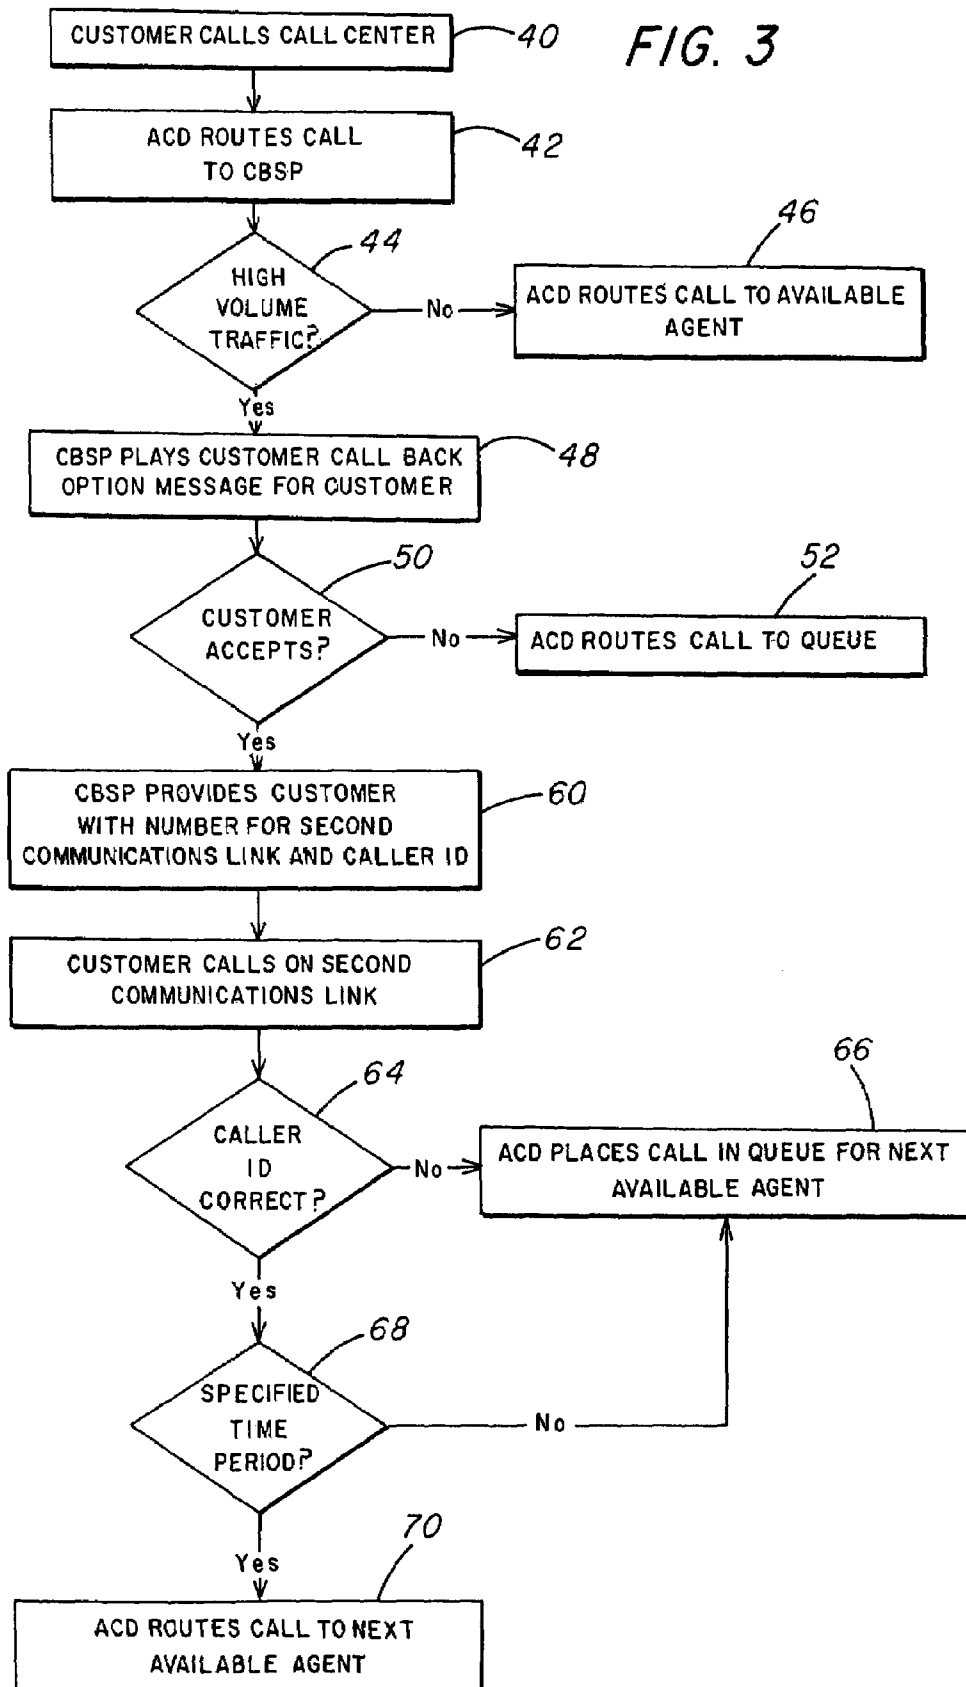 CUSTOMER CALLS CALL CENTER
40
FIG. 3
ACD ROUTES CALL
TO CBSP
42
44
HIGH
VOLUME
TRAFFIC?
No
46
ACD ROUTES CALL TO AVAILABLE
AGENT
Yes
48
CBSP PLAYS CUSTOMER CALL BACK
OPTION MESSAGE FOR CUSTOMER
50
CUSTOMER
ACCEPTS?
No
52
ACD ROUTES CALL TO QUEUE
Yes
CBSP PROVIDES CUSTOMER
WITH NUMBER FOR SECOND
COMMUNICATIONS LINK AND CALLER ID
60
CUSTOMER CALLS ON SECOND
COMMUNICATIONS LINK
62
64
CALLER
ID
CORRECT?
No
66
ACD PLACES CALL IN QUEUE FOR NEXT
AVAILABLE AGENT
Yes
68
SPECIFIED
TIME
PERIOD?
No
Yes
70
ACD ROUTES CALL TO NEXT
AVAILABLE AGENT